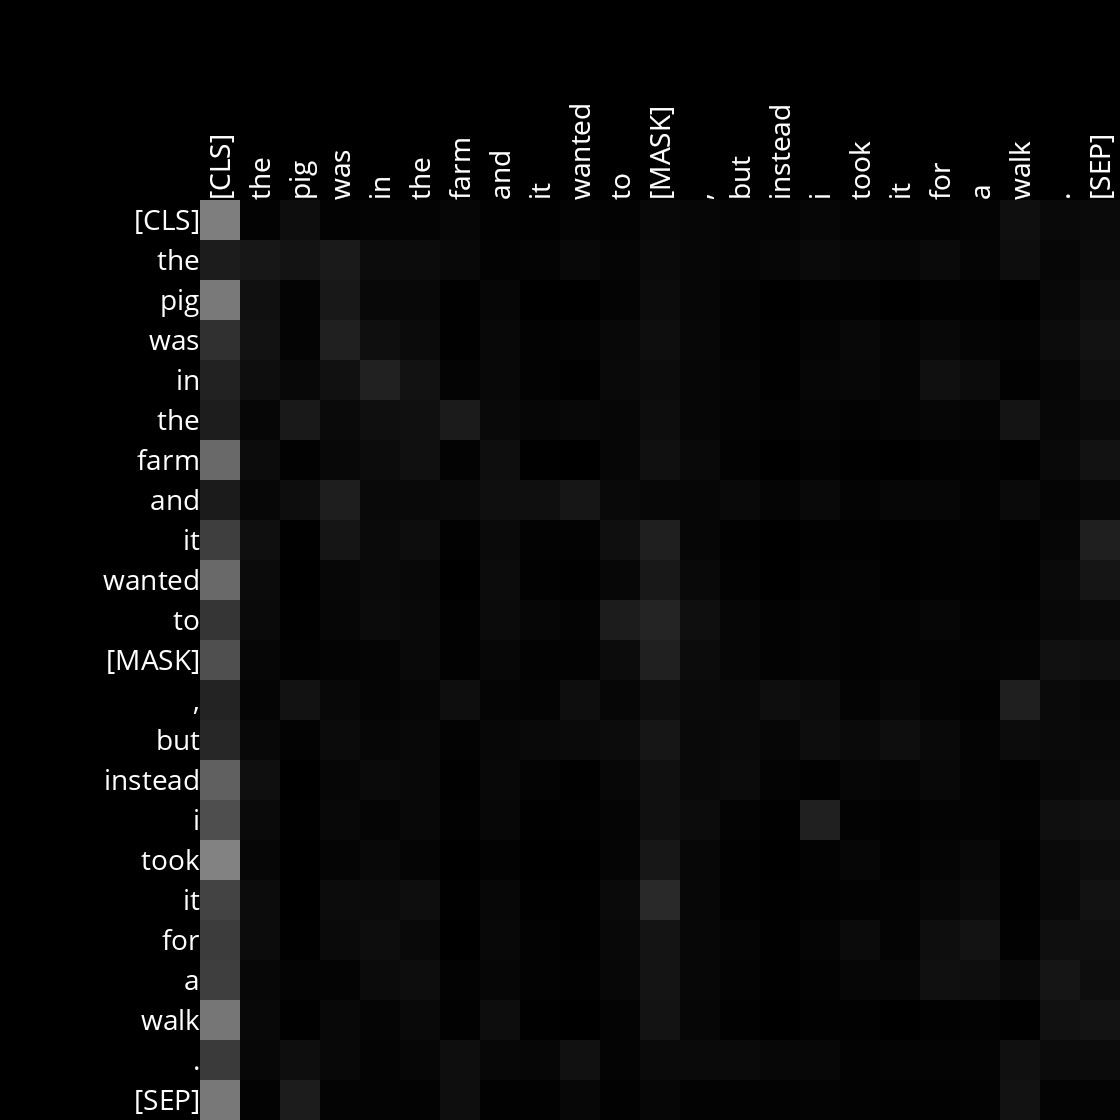 [CLS] the pig was in the farm and it wanted to [MASK] , but instead i took it for a walk . [SEP]
[CLS]
the
pig
was
in
the
farm
and
it
wanted
to
[MASK]
,
but
instead
i
took
it
for
a
walk
.
[SEP]